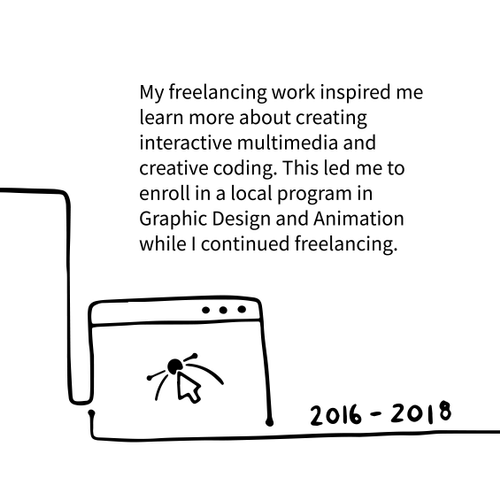 My freelancing work inspired me
learn more about creating
interactive multimedia and
creative coding. This led me to
enroll in a local program in
Graphic Design and Animation
while I continued freelancing.
2016 - 2018